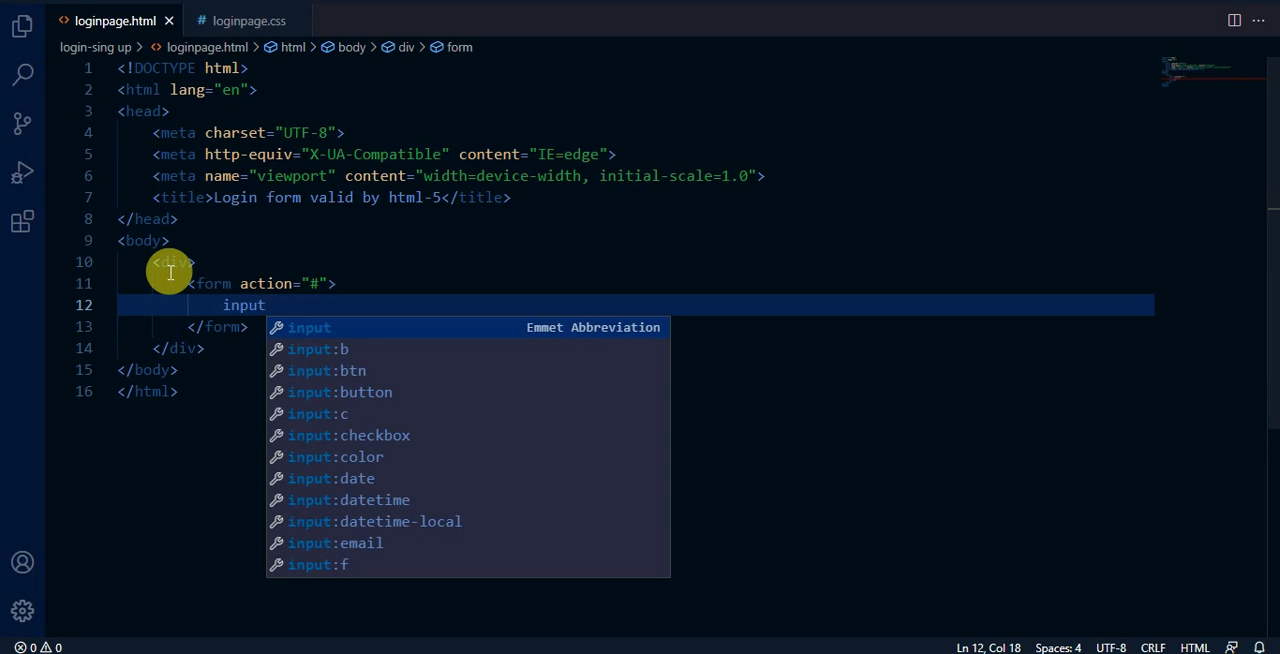 loginpage.html
loginpage.css
login-sing up > loginpage.html > html > body > div > form
1 <!DOCTYPE html>
2 <html lang="en">
3 <head>
4 <meta charset="UTF-8">
5 <meta http-equiv="X-UA-Compatible" content="IE=edge">
6 <meta name="viewport" content="width=device-width, initial-scale=1.0">
7 <title>Login form valid by html-5</title>
8 </head>
9 <body>
10 <div>
11 <form action="#">
12 input
13 </form>
14 </div>
15 </body>
16 </html>
input Emmet Abbreviation
input:b
input:btn
input:button
input:c
input:checkbox
input:color
input:date
input:datetime
input:datetime-local
input:email
input:f
0 0 Ln 12, Col 18 Spaces: 4 UTF-8 CRLF HTML